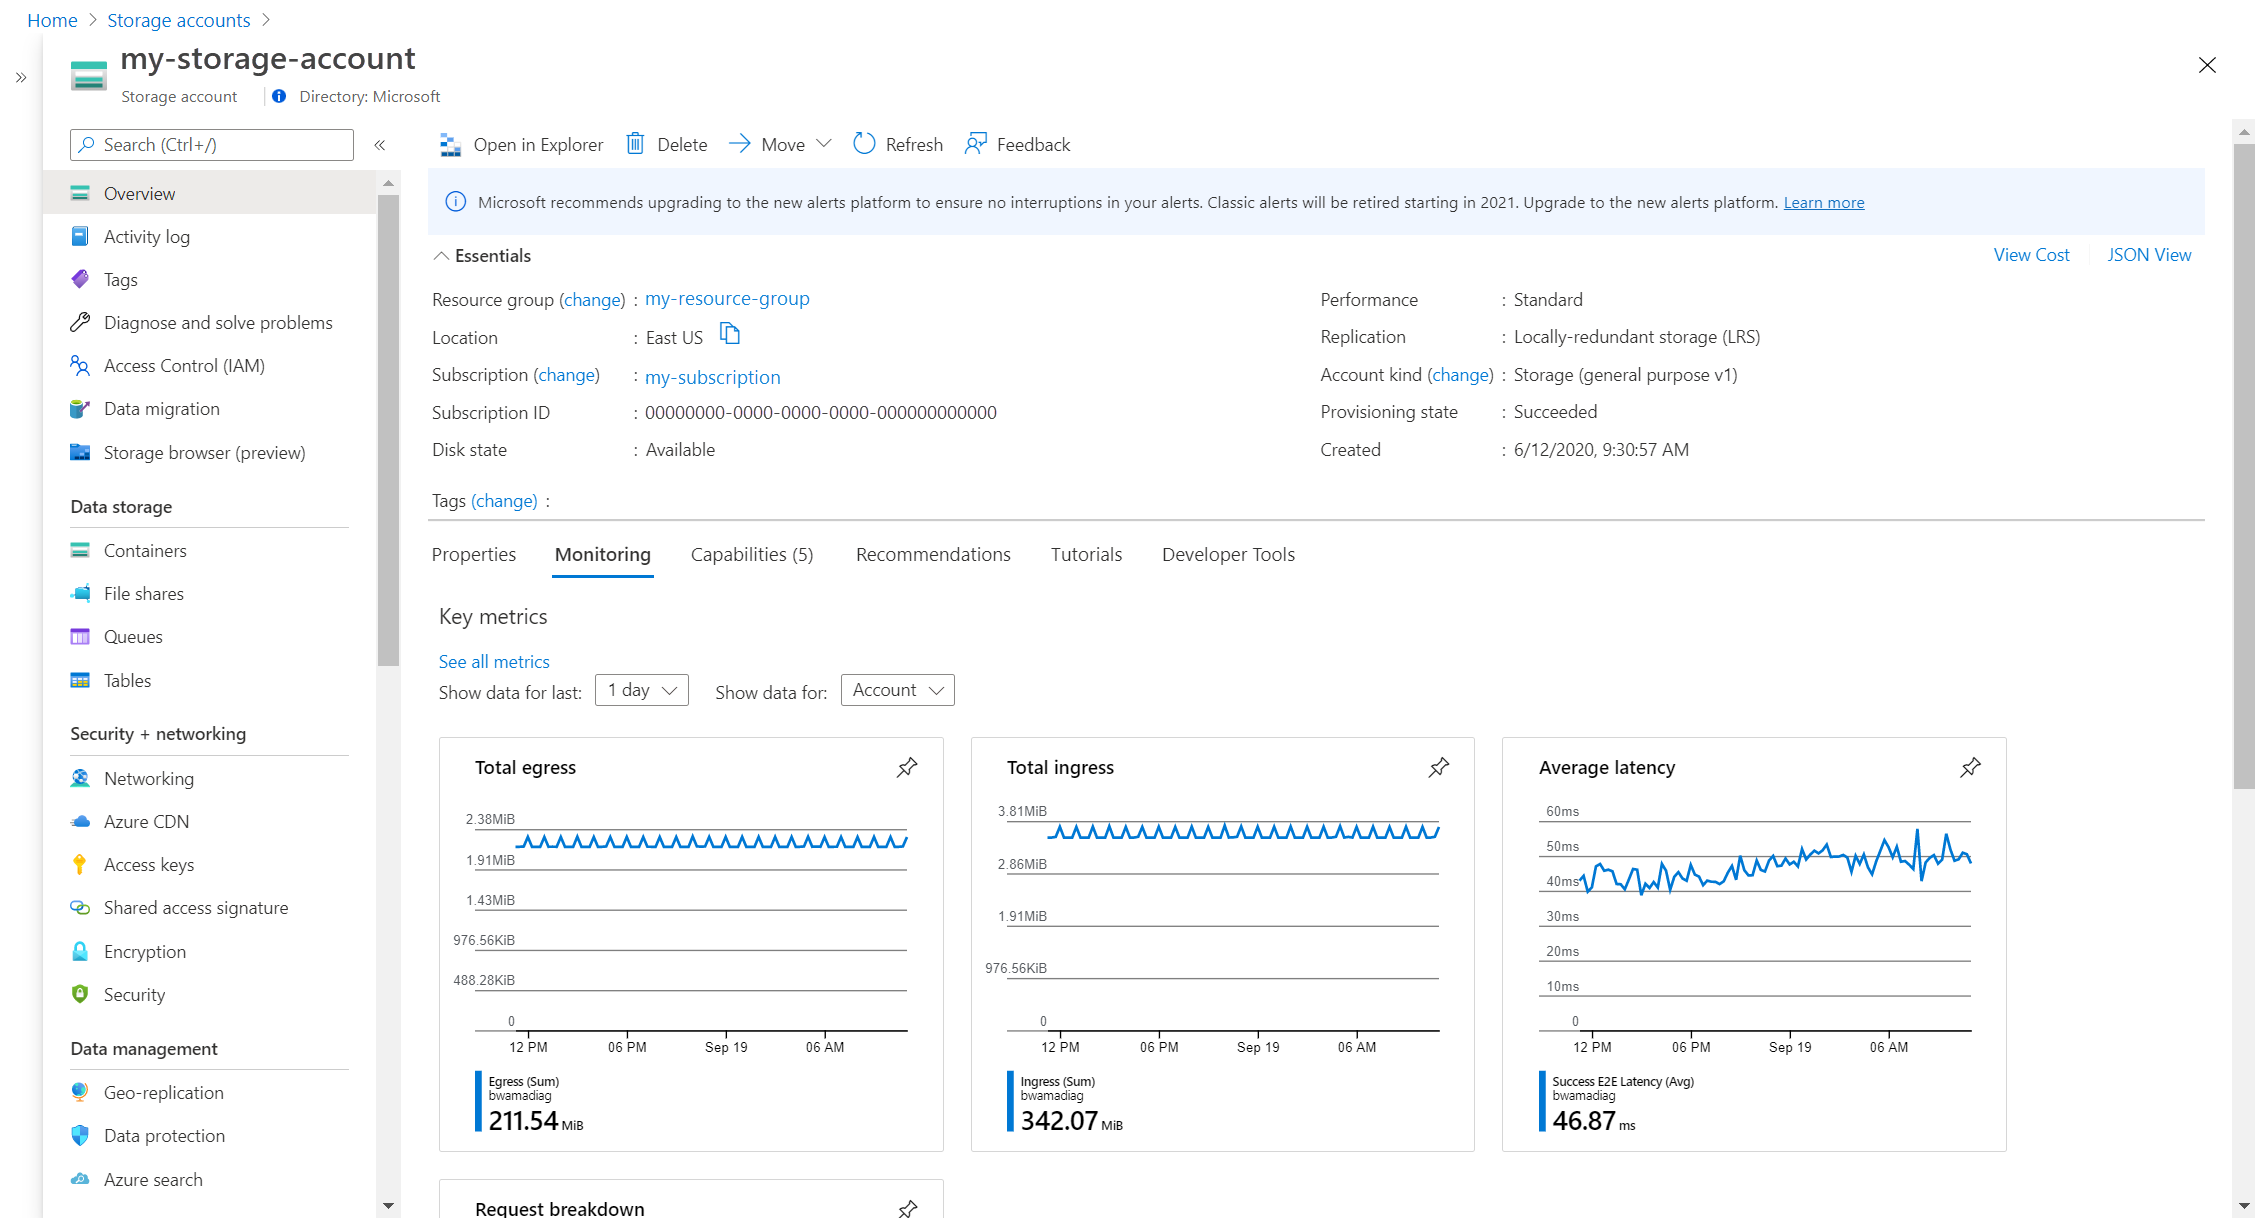 Home > Storage accounts >
my-storage-account
Storage account | Directory: Microsoft
Search (Ctrl+/)
Overview
Activity log
Tags
Diagnose and solve problems
Access Control (IAM)
Data migration
Storage browser (preview)
Data storage
Containers
File shares
Queues
Tables
Security + networking
Networking
Azure CDN
Access keys
Shared access signature
Encryption
Security
Data management
Geo-replication
Data protection
Azure search
Open in Explorer Delete Move Refresh Feedback
Microsoft recommends upgrading to the new alerts platform to ensure no interruptions in your alerts. Classic alerts will be retired starting in 2021. Upgrade to the new alerts platform. Learn more
Essentials
View Cost JSON View
Resource group (change) : my-resource-group
Location : East US
Subscription (change) : my-subscription
Subscription ID : 00000000-0000-0000-0000-000000000000
Disk state : Available
Performance : Standard
Replication : Locally-redundant storage (LRS)
Account kind (change) : Storage (general purpose v1)
Provisioning state : Succeeded
Created : 6/12/2020, 9:30:57 AM
Tags (change) :
Properties Monitoring Capabilities (5) Recommendations Tutorials Developer Tools
Key metrics
See all metrics
Show data for last: 1 day Show data for: Account
Total egress
2.38MiB
1.91MiB
1.43MiB
976.56KiB
488.28KiB
0
12 PM 06 PM Sep 19 06 AM
Egress (Sum)
bwamadiag
211.54 MiB
Total ingress
3.81MiB
2.86MiB
1.91MiB
976.56KiB
0
12 PM 06 PM Sep 19 06 AM
Ingress (Sum)
bwamadiag
342.07 MiB
Average latency
60ms
50ms
40ms
30ms
20ms
10ms
0
12 PM 06 PM Sep 19 06 AM
Success E2E Latency (Avg)
bwamadiag
46.87 ms
Request breakdown